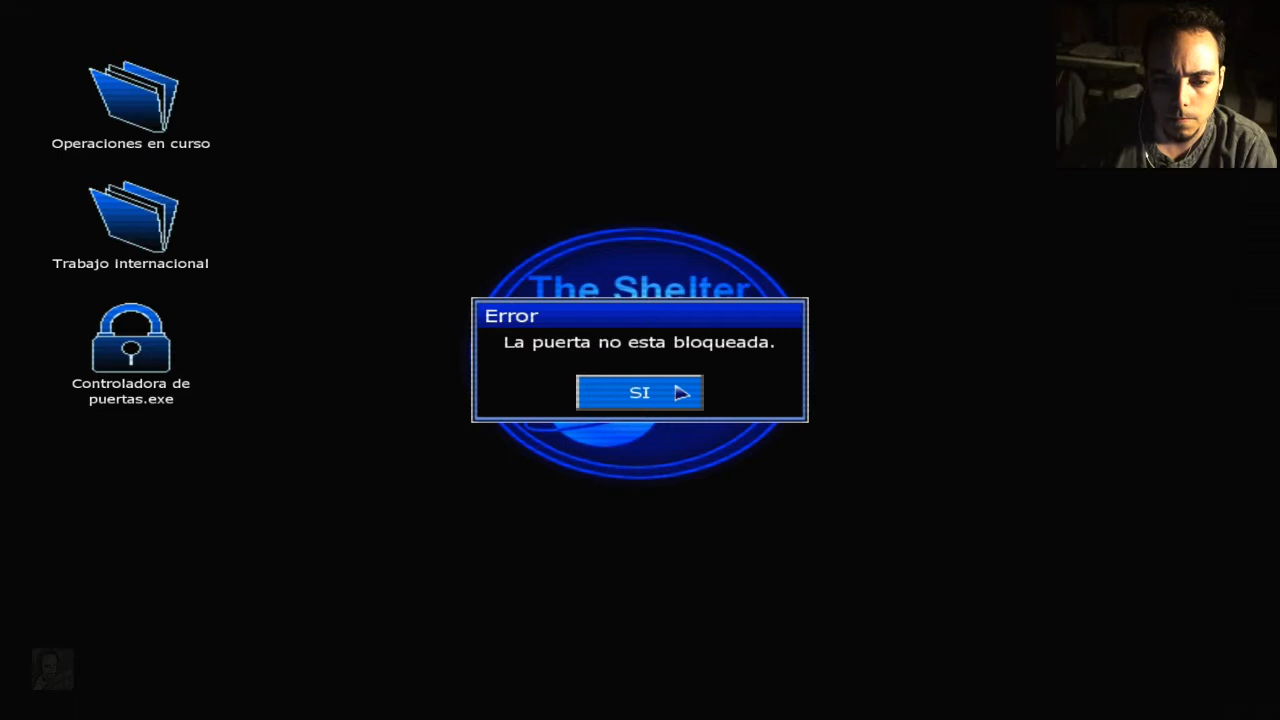 Operaciones en curso
Trabajo internacional
Controladora de
puertas.exe
The Shelter
Error
La puerta no esta bloqueada.
SI